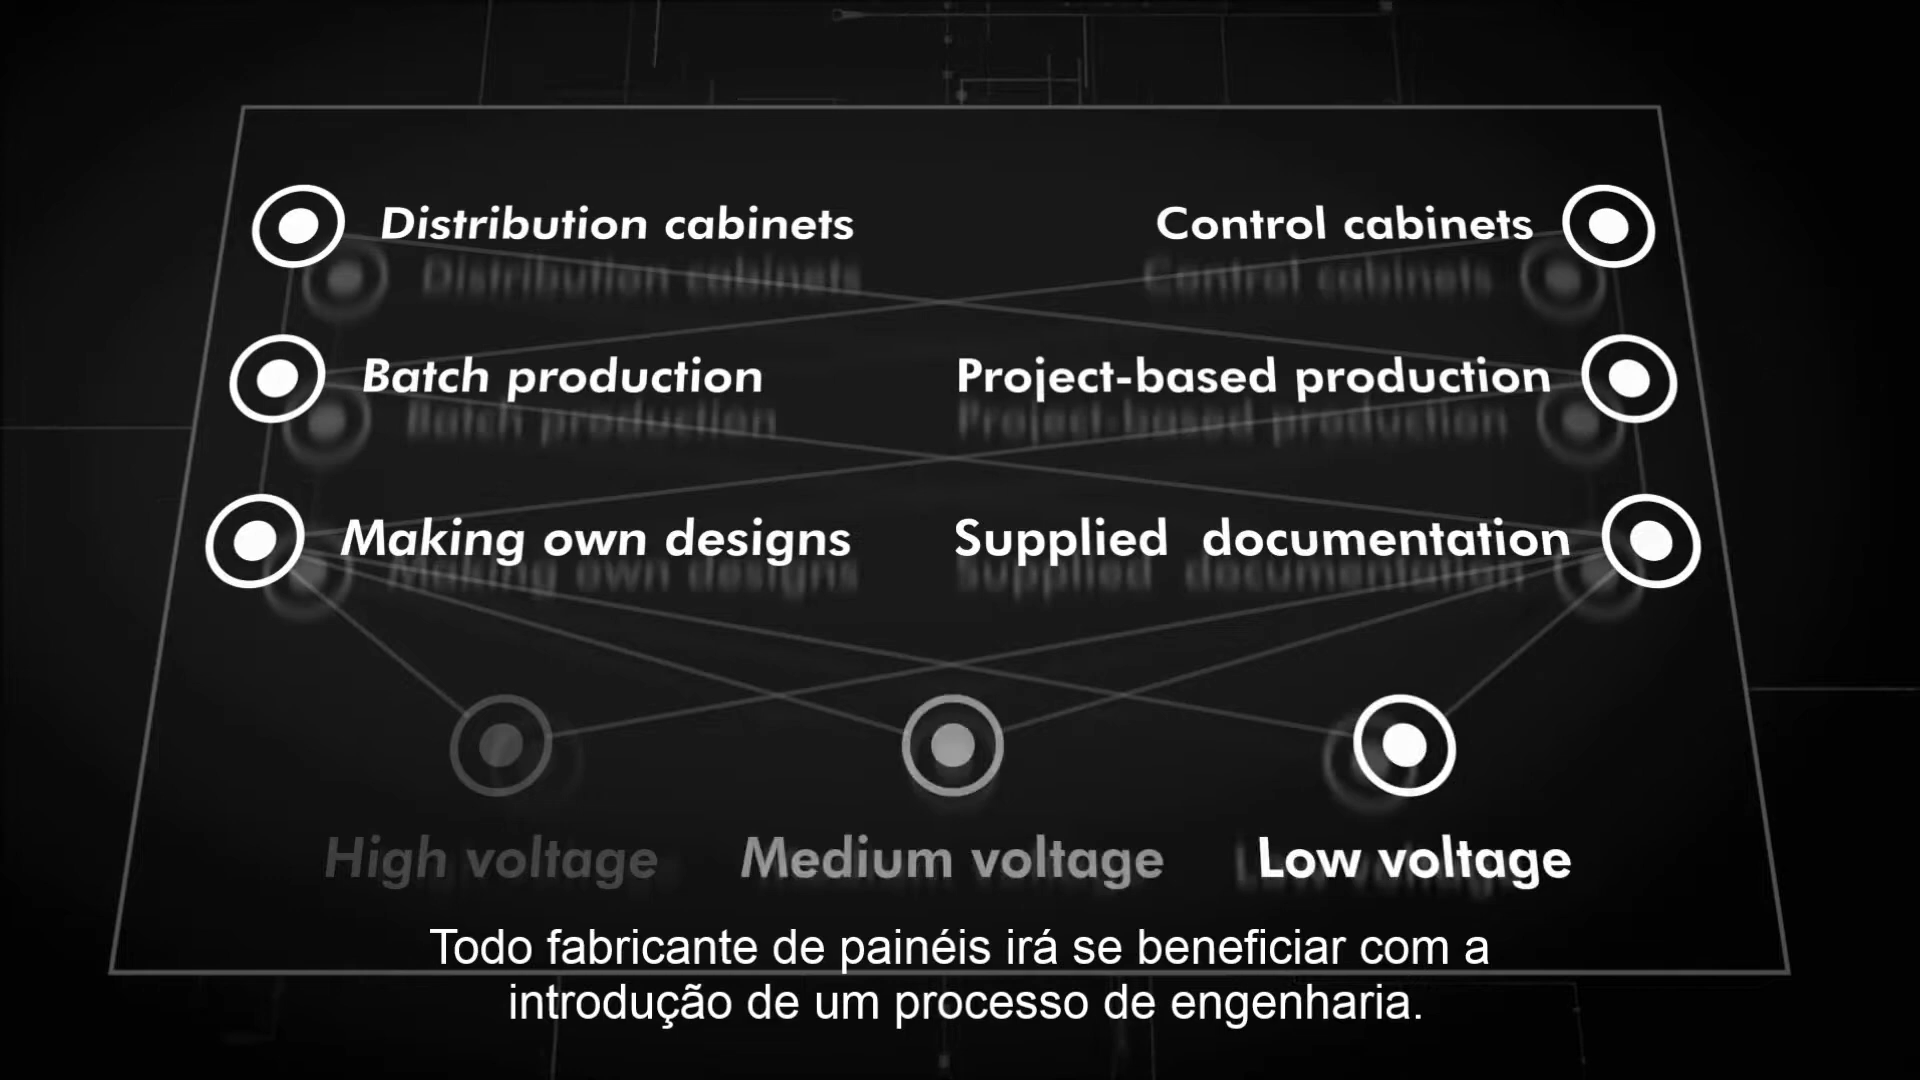 Distribution cabinets
Control cabinets
Batch production
Project-based production
Making own designs
Supplied documentation
High voltage
Medium voltage
Low voltage
Todo fabricante de painéis irá se beneficiar com a
introdução de um processo de engenharia.